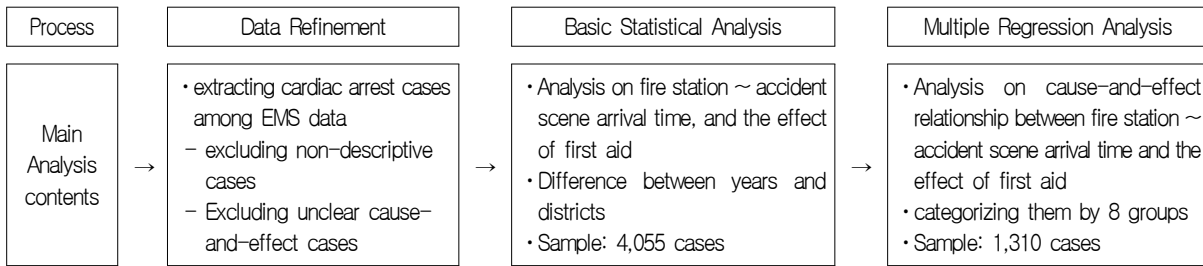 Process
Data Refinement
Basic Statistical Analysis
Multiple Regression Analysis
Main
Analysis
contents
→
・extracting cardiac arrest cases
among EMS data
- excluding non-descriptive
cases
- Excluding unclear cause-
and-effect cases
→
・Analysis on fire station ~ accident
scene arrival time, and the effect
of first aid
・Difference between years and
districts
・Sample: 4,055 cases
→
・Analysis on cause-and-effect
relationship between fire station ~
accident scene arrival time and the
effect of first aid
・categorizing them by 8 groups
・Sample: 1,310 cases